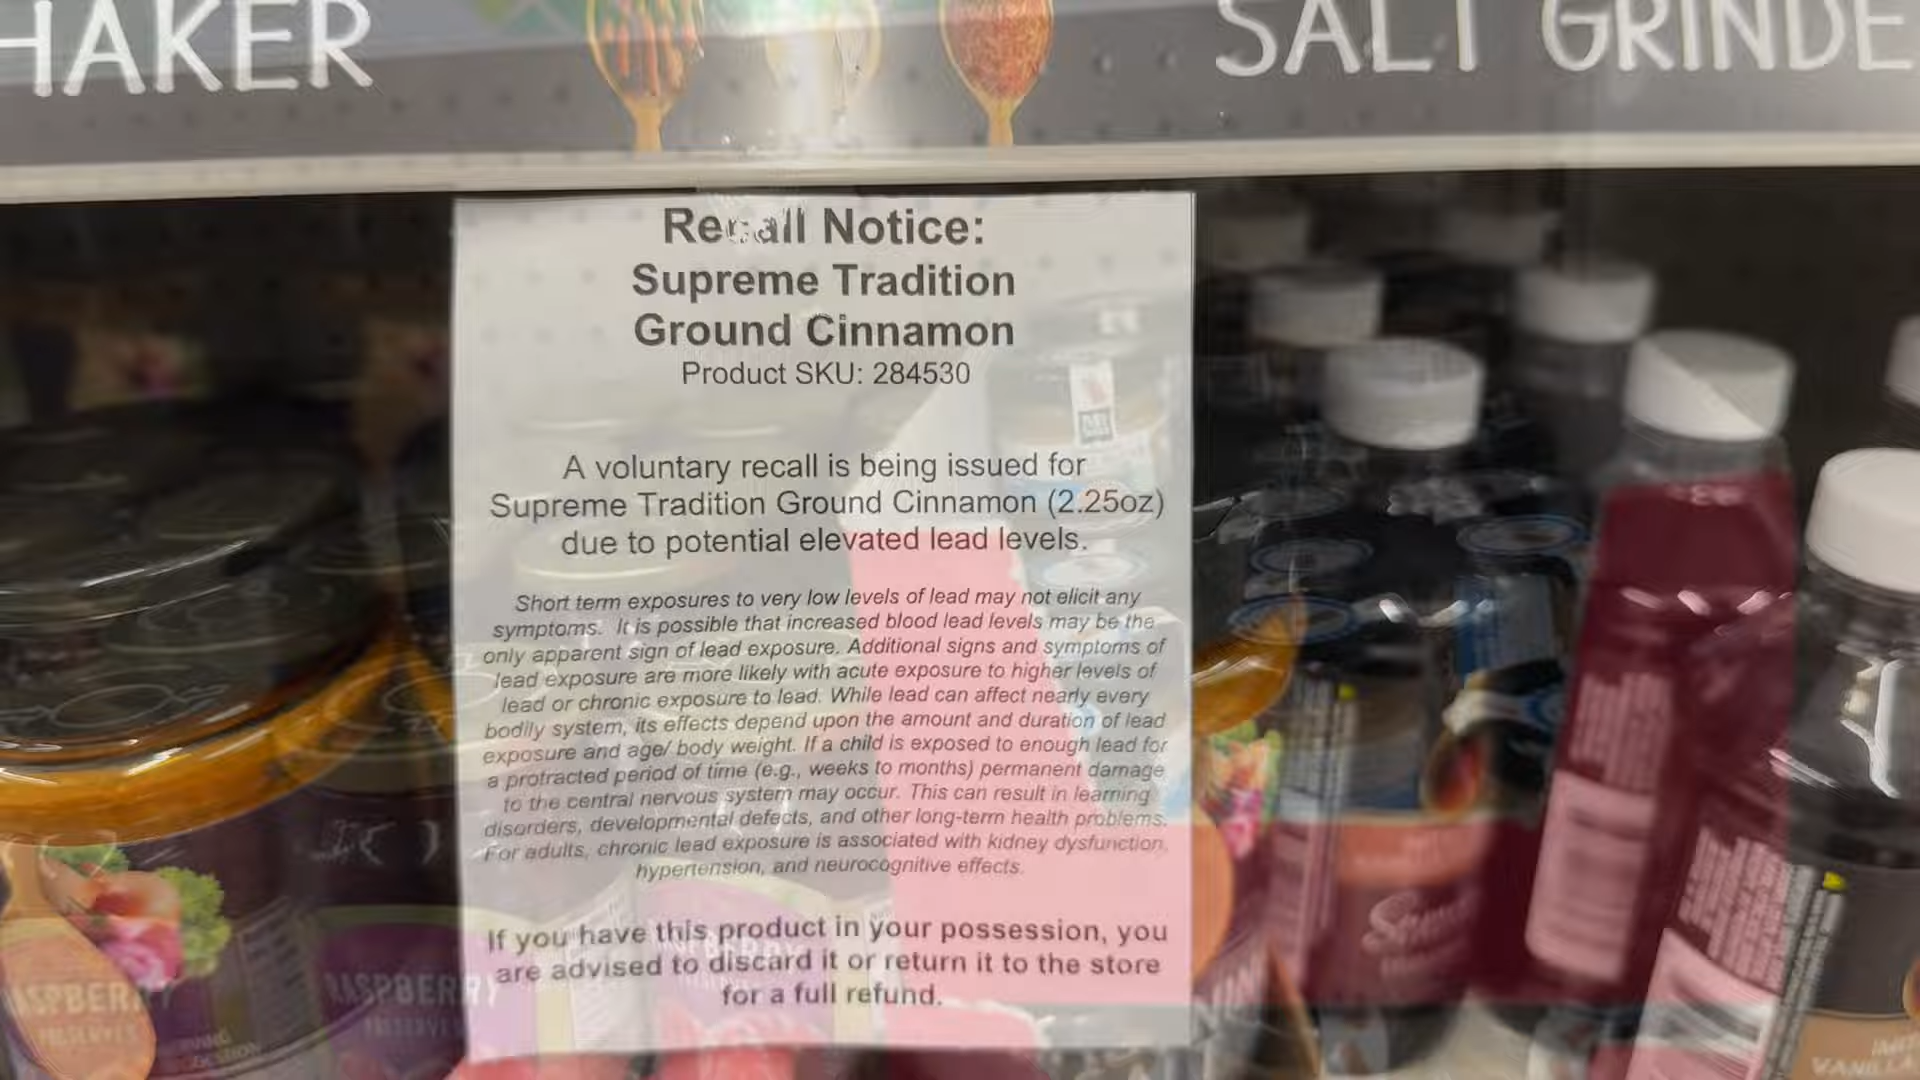 HAKER
SALT GRINDE
Recall Notice:
Supreme Tradition
Ground Cinnamon
Product SKU: 284530
A voluntary recall is being issued for
Supreme Tradition Ground Cinnamon (2.25oz)
due to potential elevated lead levels.
Short term exposures to very low levels of lead may not elicit any
symptoms. It is possible that increased blood lead levels may be the
only apparent sign of lead exposure. Additional signs and symptoms of
lead exposure are more likely with acute exposure to higher levels of
lead or chronic exposure to lead. While lead can affect nearly every
bodily system, its effects depend upon the amount and duration of lead
exposure and age/ body weight. If a child is exposed to enough lead for
a protracted period of time (e.g., weeks to months) permanent damage
to the central nervous system may occur. This can result in learning
disorders, developmental defects, and other long-term health problems.
For adults, chronic lead exposure is associated with kidney dysfunction,
hypertension, and neurocognitive effects.
If you have this product in your possession, you
are advised to discard it or return it to the store
for a full refund.
ASPBERRY
PRESERVES
RASPBERRY
PRESERVE